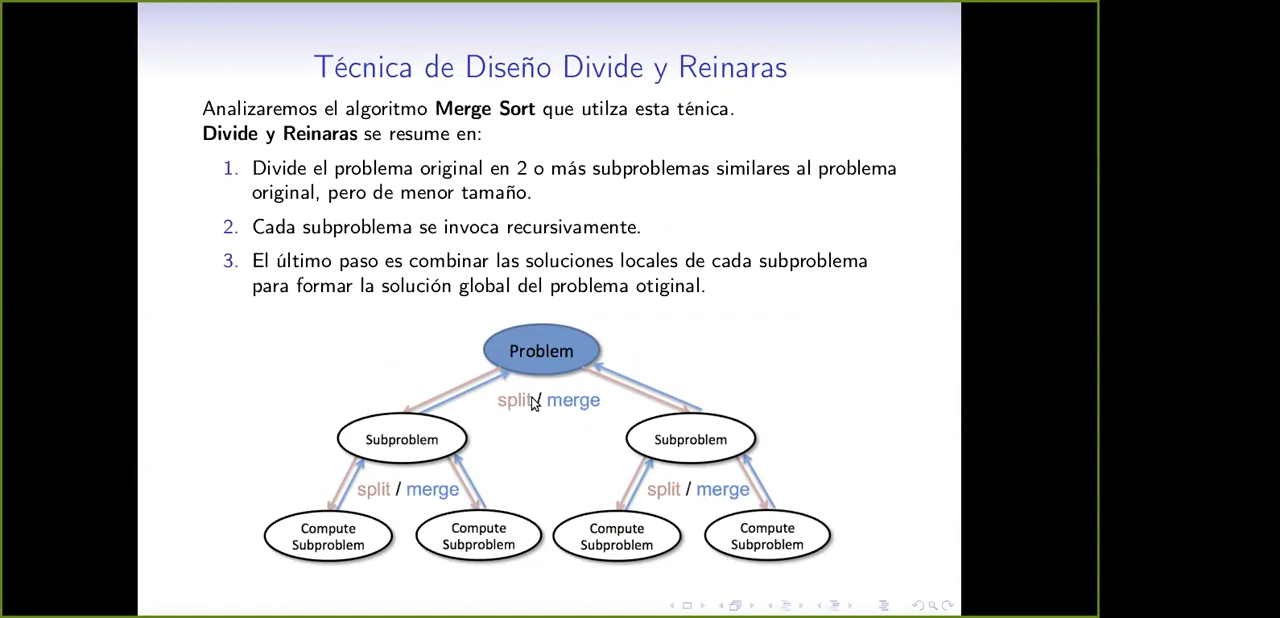 Técnica de Diseño Divide y Reinaras
Analizaremos el algoritmo Merge Sort que utilza esta ténica.
Divide y Reinaras se resume en:
1. Divide el problema original en 2 o más subproblemas similares al problema
original, pero de menor tamaño.
2. Cada subproblema se invoca recursivamente.
3. El último paso es combinar las soluciones locales de cada subproblema
para formar la solución global del problema otiginal.
Problem
split / merge
Subproblem
Subproblem
split / merge
split / merge
Compute
Subproblem
Compute
Subproblem
Compute
Subproblem
Compute
Subproblem